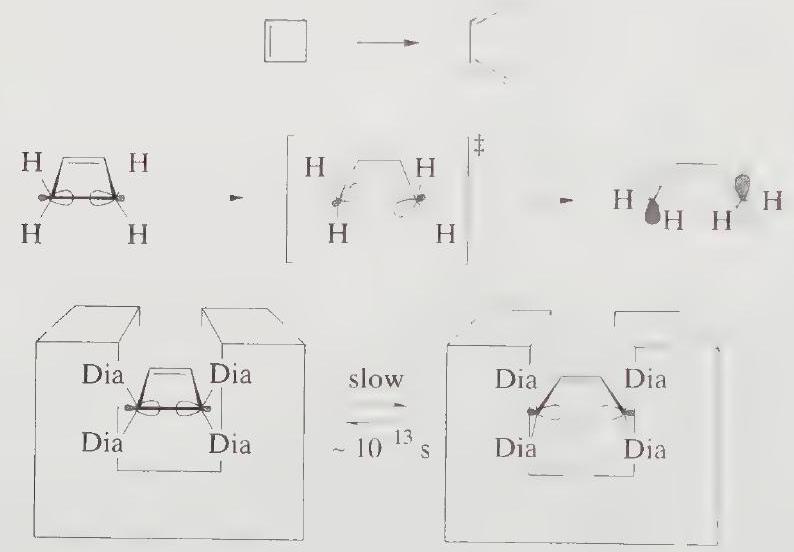 H H H H ‡
H H
H H H H
H H
Dia Dia slow Dia Dia
Dia Dia ~ 10 13 s Dia Dia